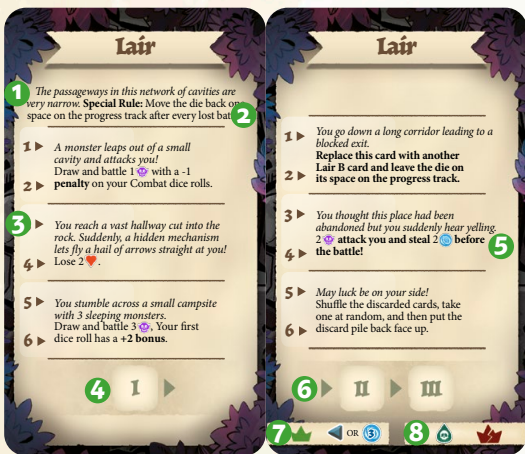 Lair
1
The passageways in this network of cavities are
very narrow. Special Rule: Move the die back one
space on the progress track after every lost
2
1
A monster leaps out of a small
cavity and attacks you!
Draw and battle 1 with a -1
2
penalty on your Combat dice rolls.
3
3
You reach a vast hallway cut into the
rock. Suddenly, a hidden mechanism
lets fly a hail of arrows straight at you!
4
Lose 2 .
5
You stumble across a small campsite
with 3 sleeping monsters.
Draw and battle 3 , Your first
6
dice roll has a +2 bonus.
4
I
Lair
1
You go down a long corridor leading to a
blocked exit.
Replace this card with another
2
Lair B card and leave the die on
its space on the progress track.
3
You thought this place had been
abandoned but you suddenly hear yelling.
2 attack you and steal 2 before
4
the battle!
5
5
May luck be on your side!
Shuffle the discarded cards, take
6
one at random, and then put the
discard pile back face up.
6
II
III
7
OR
3
8